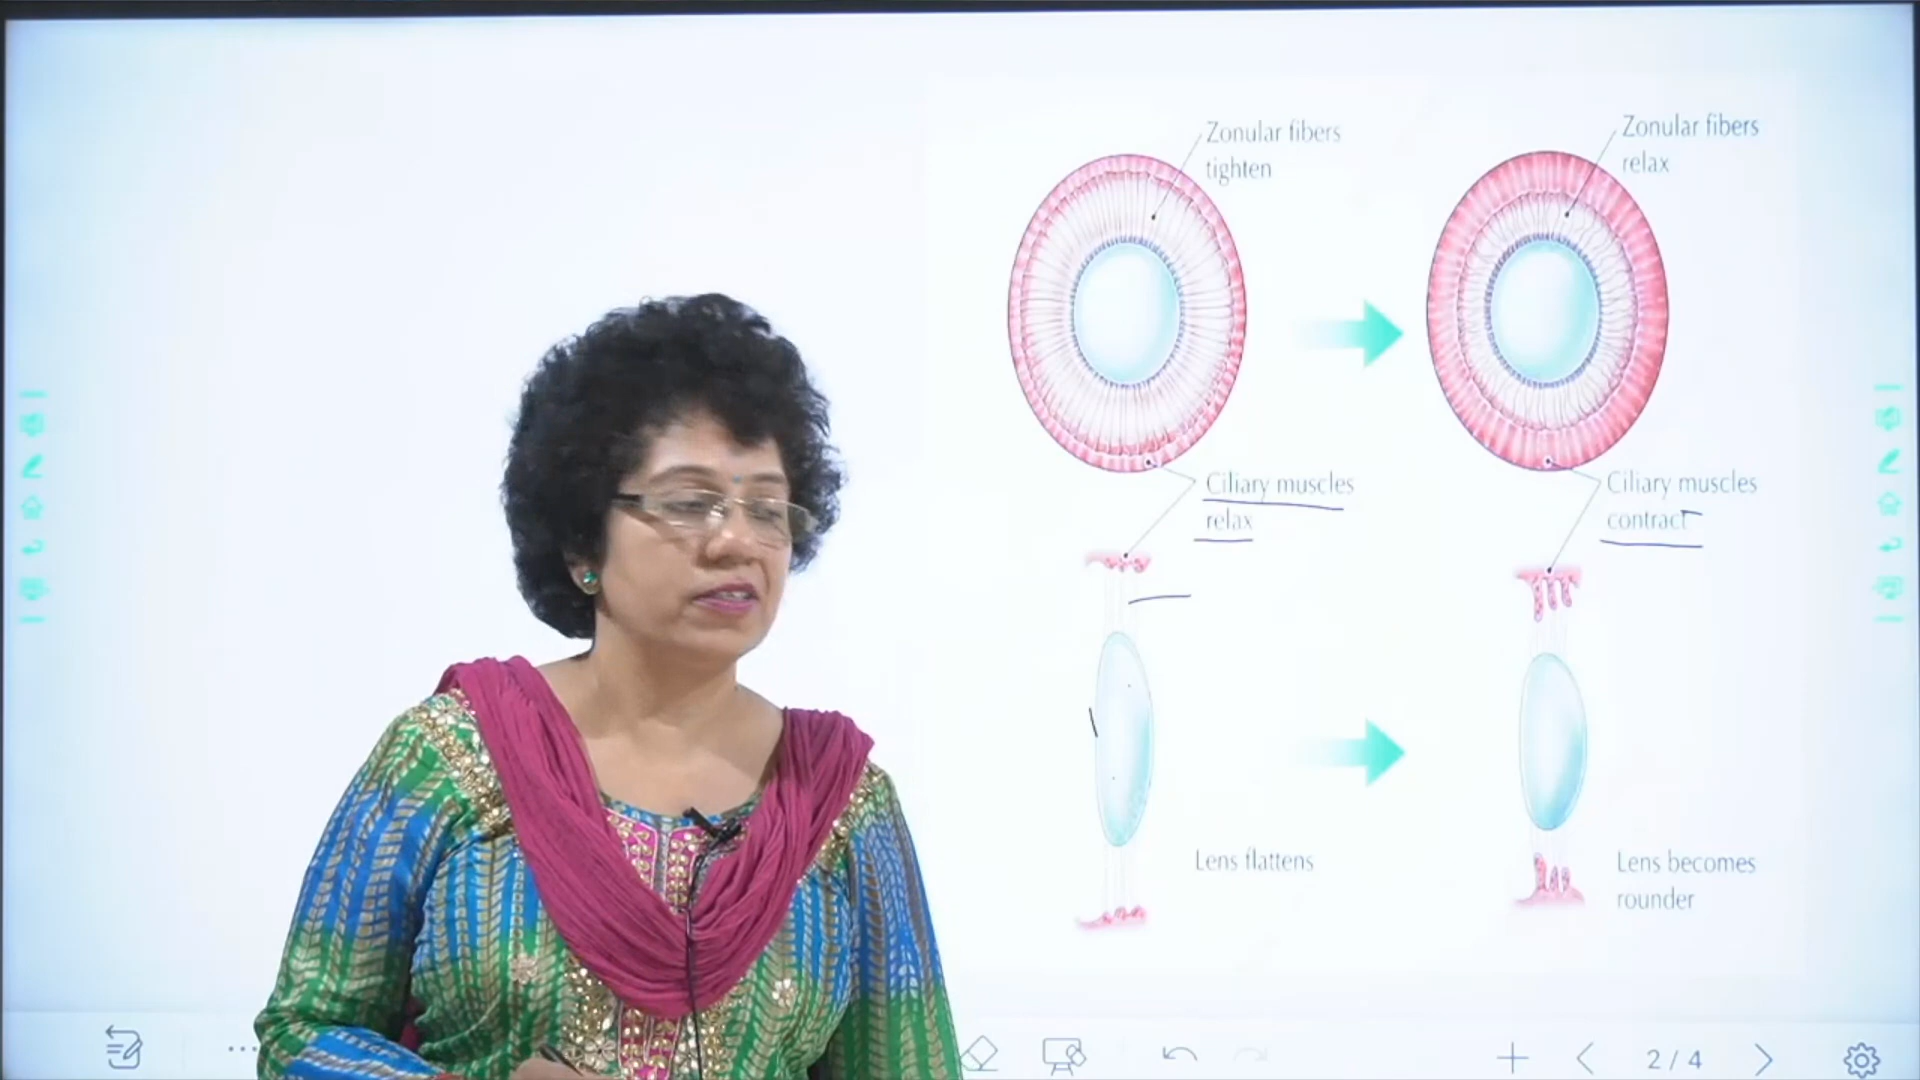 Zonular fibers
tighten
Zonular fibers
relax
Ciliary muscles
relax
Ciliary muscles
contract
Lens flattens
Lens becomes
rounder
2 / 4